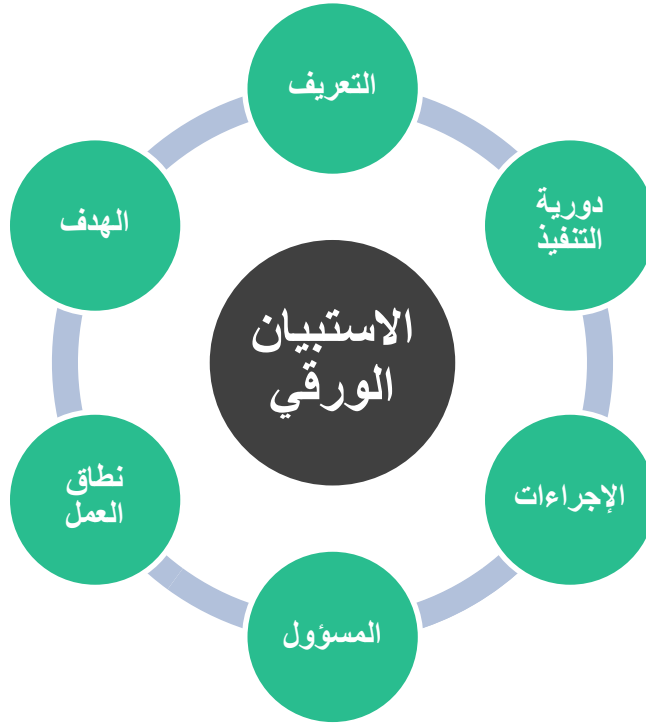 التعريف
دورية
التنفيذ
الهدف
الاستبيان
الورقي
نطاق
العمل
الإجراءات
المسؤول